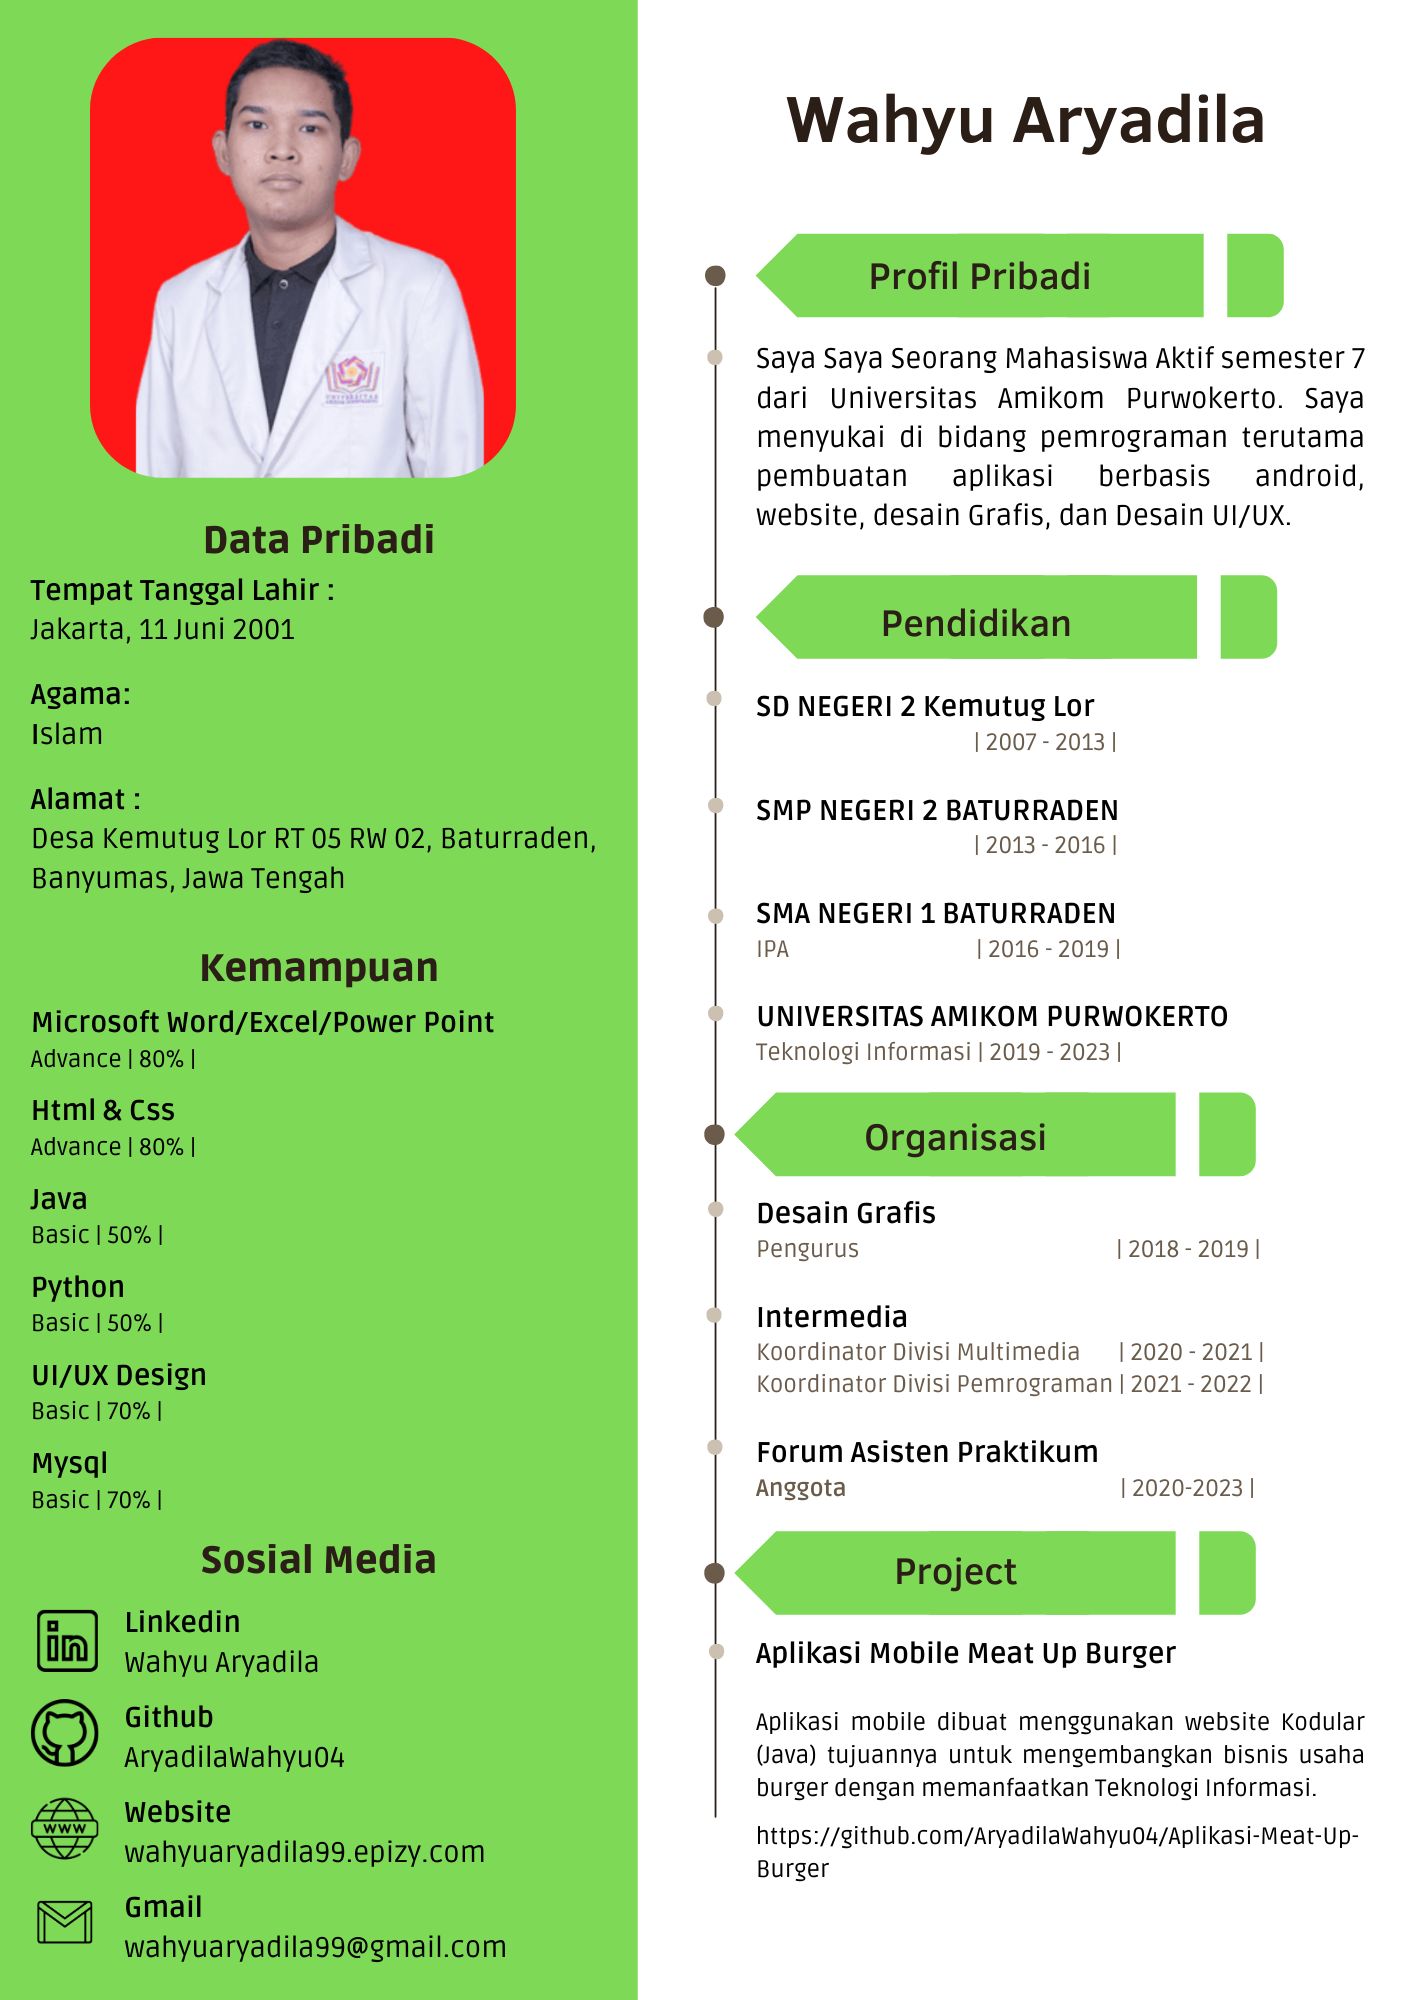 Data Pribadi
Tempat Tanggal Lahir :
Jakarta, 11 Juni 2001
Agama:
Islam
Alamat :
Desa Kemutug Lor RT 05 RW 02, Baturraden,
Banyumas, Jawa Tengah
Kemampuan
Microsoft Word/Excel/Power Point
Advance | 80% |
Html & Css
Advance | 80% |
Java
Basic | 50% |
Python
Basic | 50% |
UI/UX Design
Basic | 70% |
Mysql
Basic | 70% |
Sosial Media
Linkedin
Wahyu Aryadila
Github
AryadilaWahyu04
WWW
Website
wahyuaryadila99.epizy.com
Gmail
wahyuaryadila99@gmail.com
Wahyu Aryadila
Profil Pribadi
Saya Saya Seorang Mahasiswa Aktif semester 7
dari Universitas Amikom Purwokerto. Saya
menyukai di bidang pemrograman terutama
pembuatan aplikasi berbasis android,
website, desain Grafis, dan Desain UI/UX.
Pendidikan
SD NEGERI 2 Kemutug Lor
| 2007 - 2013 |
SMP NEGERI 2 BATURRADEN
| 2013 - 2016 |
SMA NEGERI 1 BATURRADEN
IPA | 2016 - 2019 |
UNIVERSITAS AMIKOM PURWOKERTO
Teknologi Informasi | 2019 - 2023 |
Organisasi
Desain Grafis
Pengurus | 2018 - 2019 |
Intermedia
Koordinator Divisi Multimedia | 2020 - 2021 |
Koordinator Divisi Pemrograman | 2021 - 2022 |
Forum Asisten Praktikum
Anggota | 2020-2023 |
Project
Aplikasi Mobile Meat Up Burger
Aplikasi mobile dibuat menggunakan website Kodular
(Java) tujuannya untuk mengembangkan bisnis usaha
burger dengan memanfaatkan Teknologi Informasi.
https://github.com/AryadilaWahyu04/Aplikasi-Meat-Up-
Burger